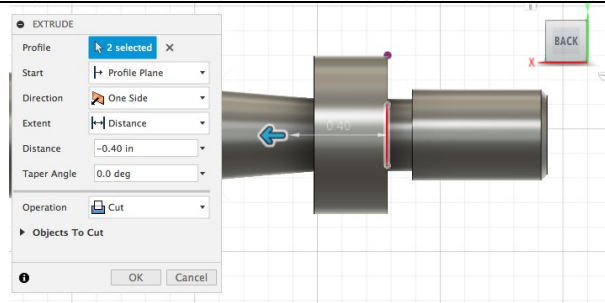 EXTRUDE
Profile 2 selected ×
Start Profile Plane
Direction One Side
Extent Distance
Distance -0.40 in
Taper Angle 0.0 deg
Operation Cut
Objects To Cut
OK Cancel
0.40
BACK
X